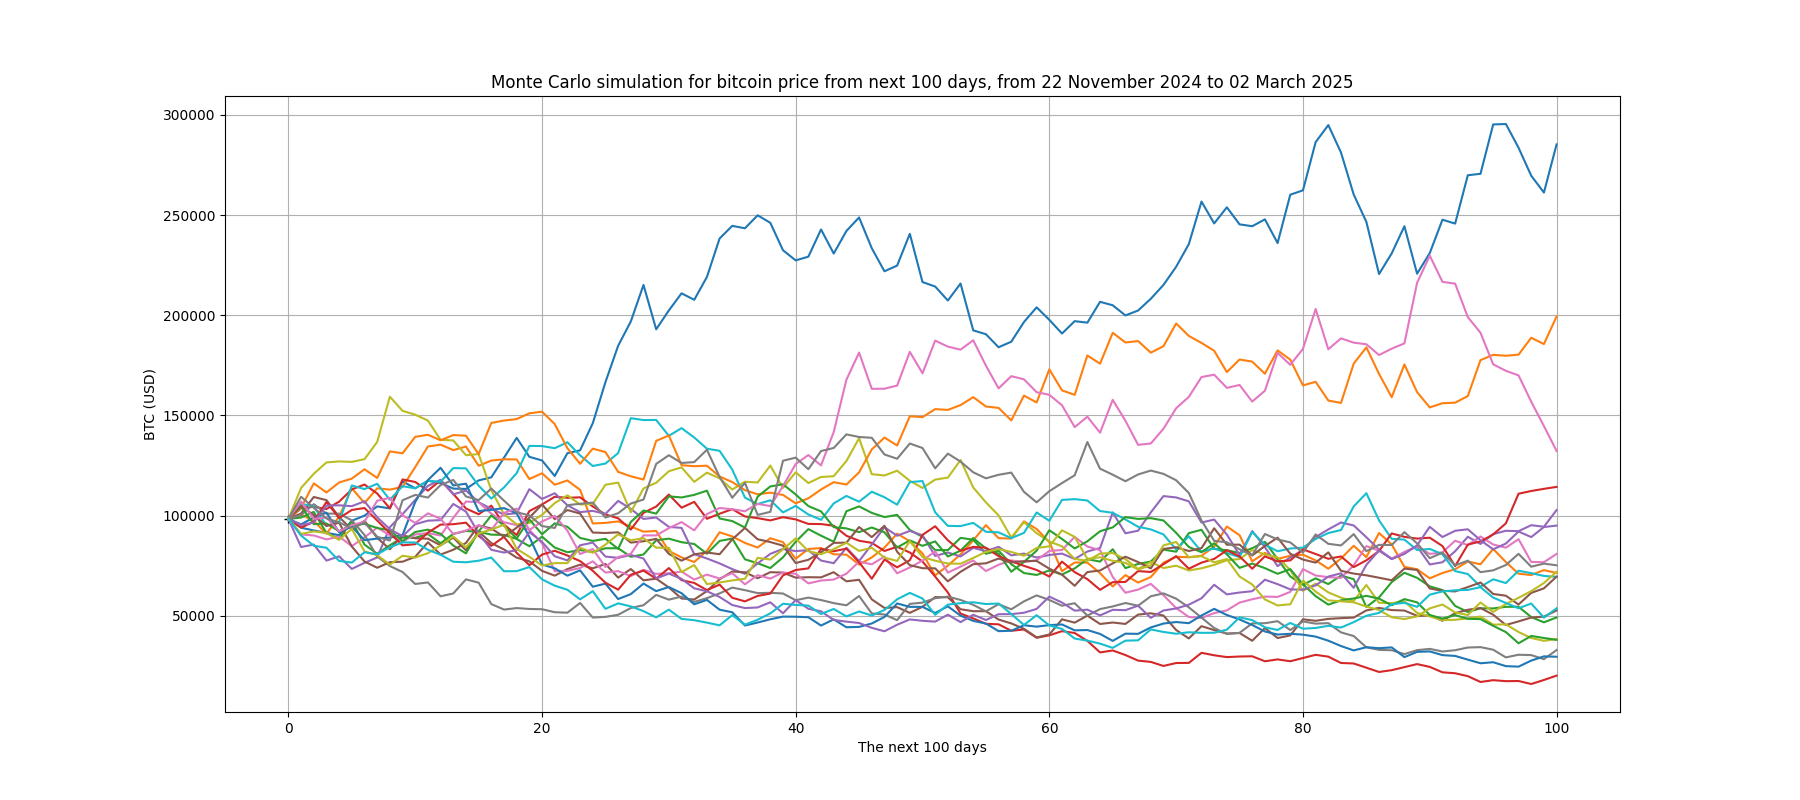 Monte Carlo simulation for bitcoin price from next 100 days, from 22 November 2024 to 02 March 2025
300000
250000
200000
150000
100000
50000
BTC (USD)
0 20 40 60 80 100
The next 100 days